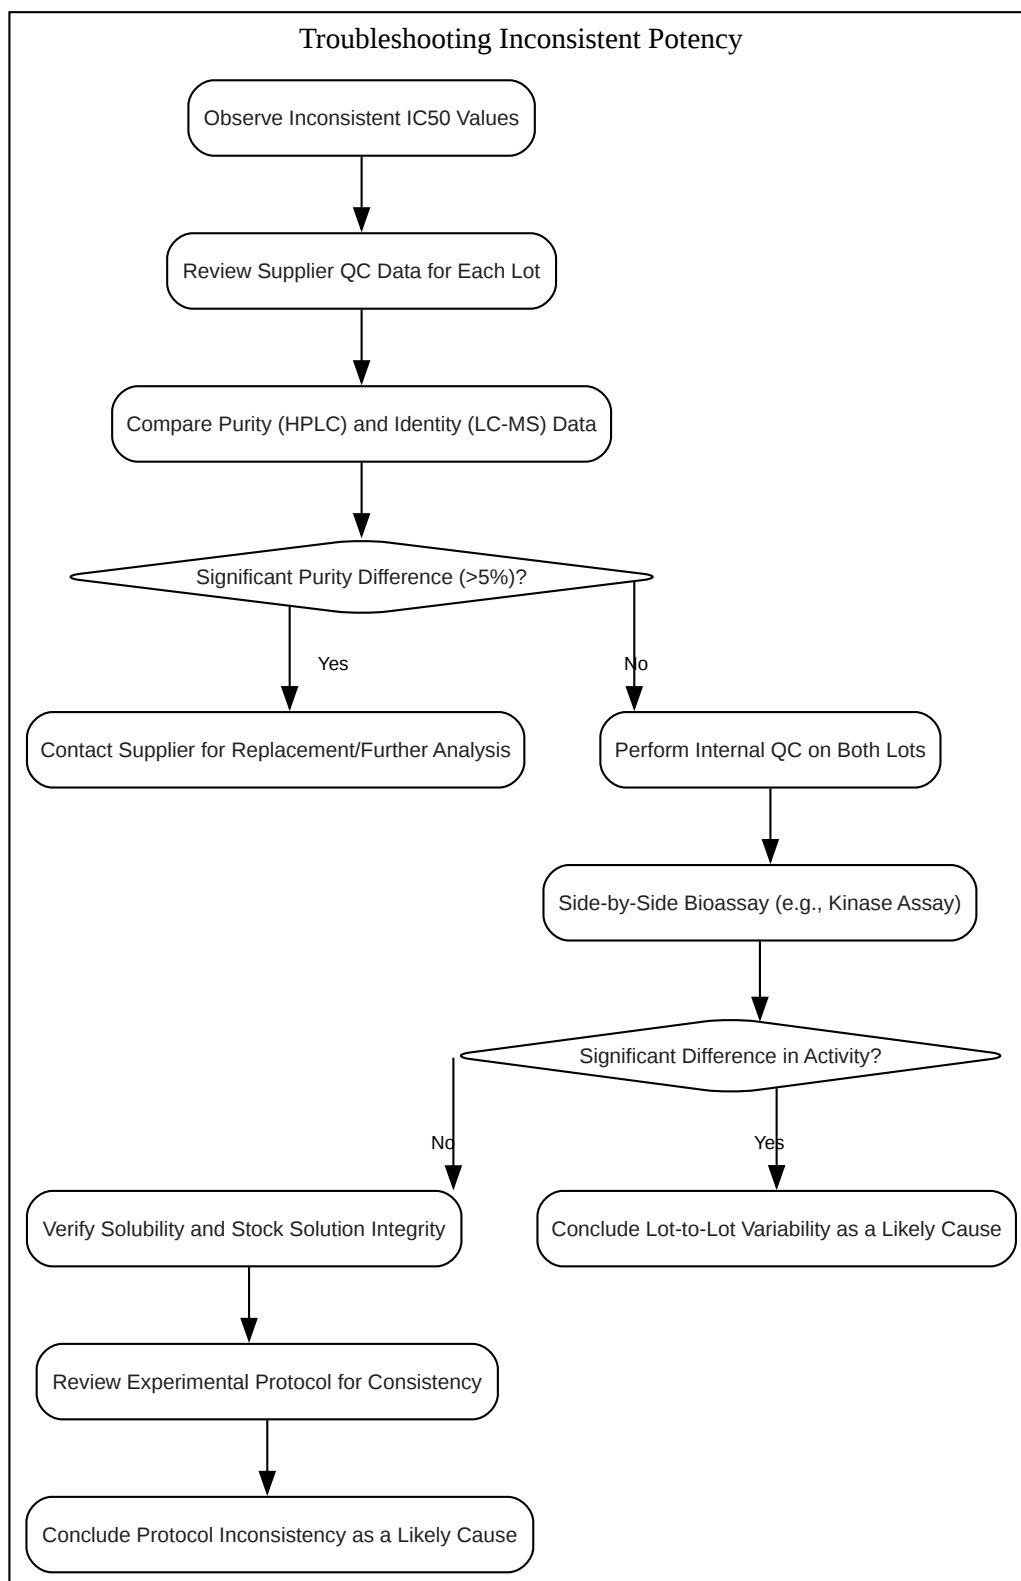 Troubleshooting Inconsistent Potency
Observe Inconsistent IC50 Values
Review Supplier QC Data for Each Lot
Compare Purity (HPLC) and Identity (LC-MS) Data
Significant Purity Difference (>5%)?
Yes
No
Contact Supplier for Replacement/Further Analysis
Perform Internal QC on Both Lots
Side-by-Side Bioassay (e.g., Kinase Assay)
Significant Difference in Activity?
No
Yes
Verify Solubility and Stock Solution Integrity
Conclude Lot-to-Lot Variability as a Likely Cause
Review Experimental Protocol for Consistency
Conclude Protocol Inconsistency as a Likely Cause